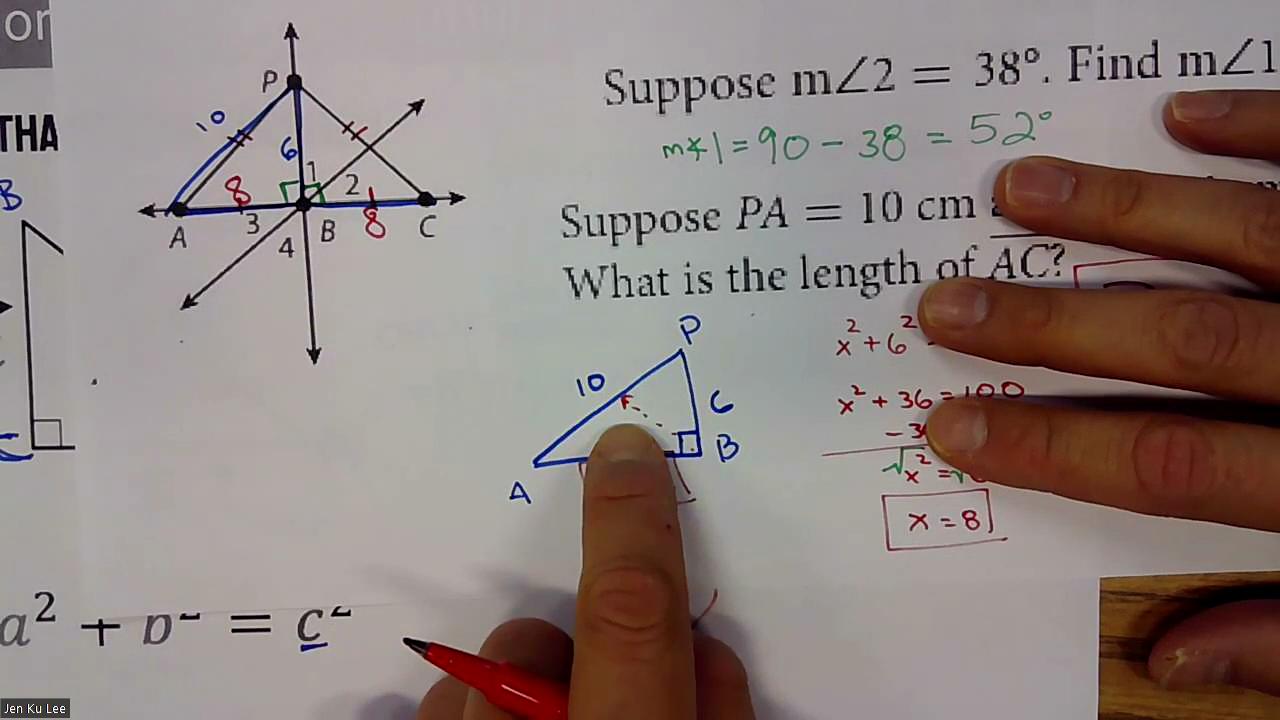 or
THA
B
P
10
6
1
8
2
A
3
4
B
8
C
Suppose m∠2 = 38°. Find m∠1
m∡1 = 90 - 38 = 52°
Suppose PA = 10 cm
What is the length of AC?
P
10
6
B
A
x² + 6²
x² + 36 = 100
x² =
x = 8
a² + b² = c²
Jen Ku Lee